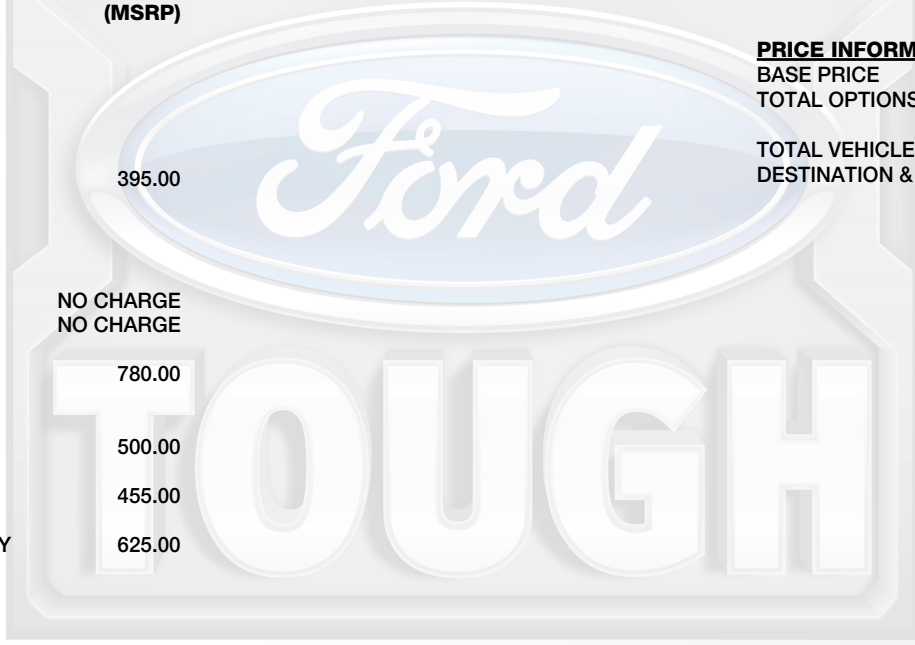 (MSRP)
395.00
NO CHARGE
NO CHARGE
780.00
500.00
455.00
Y 625.00
PRICE INFORM
BASE PRICE
TOTAL OPTIONS
TOTAL VEHICLE
DESTINATION &
Ford
TOUGH